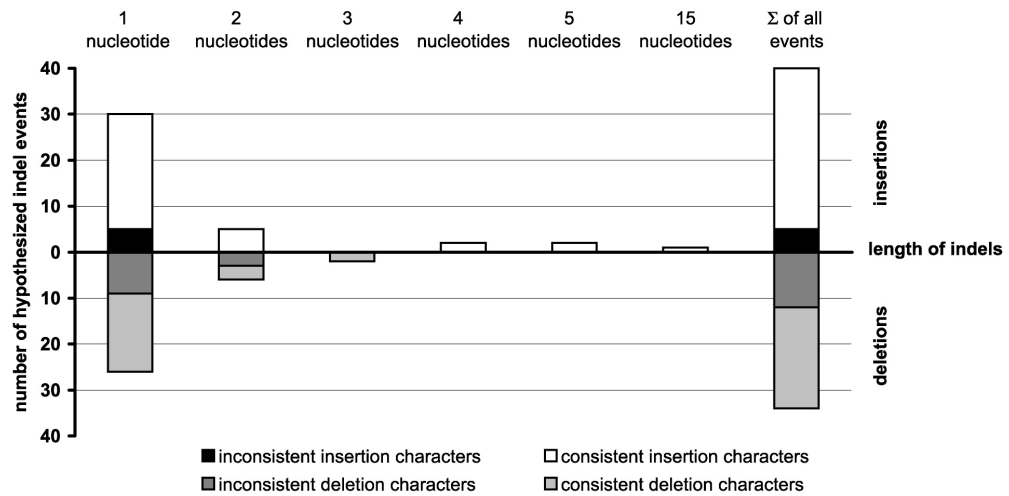 1
nucleotide
2
nucleotides
3
nucleotides
4
nucleotides
5
nucleotides
15
nucleotides
Σ of all
events
number of hypothesized indel events
40
30
20
10
0
10
20
30
40
insertions
length of indels
deletions
inconsistent insertion characters
consistent insertion characters
inconsistent deletion characters
consistent deletion characters